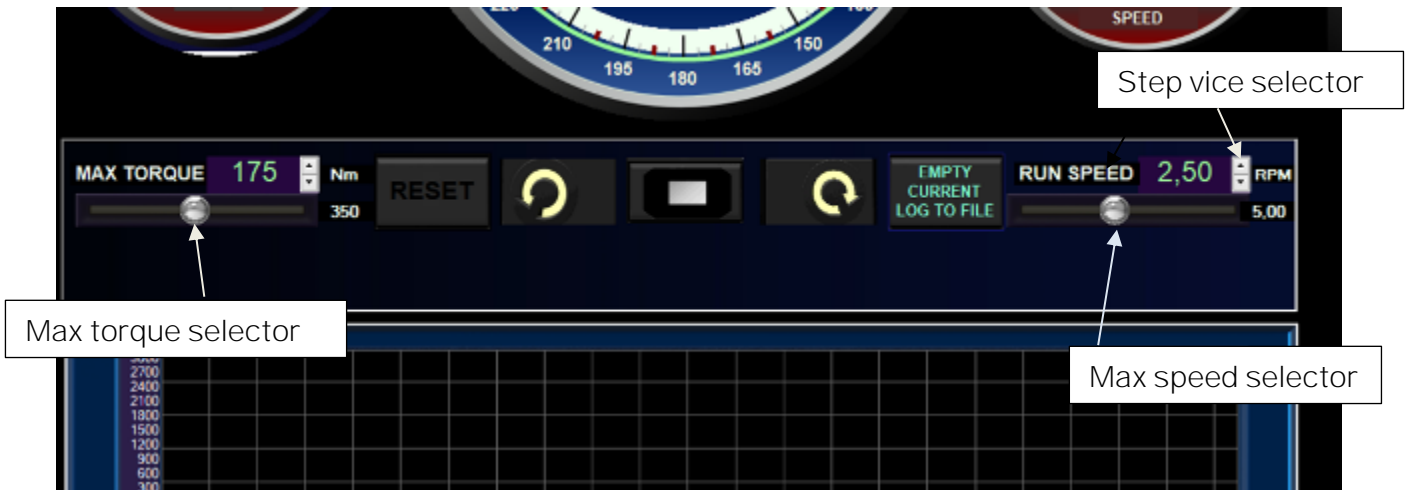 SPEED
210
150
195
180
165
Step vice selector
MAX TORQUE 175 Nm
350
RESET
EMPTY
CURRENT
LOG TO FILE
RUN SPEED 2,50 RPM
5,00
Max torque selector
Max speed selector
2700
2400
2100
1800
1500
1200
900
600
300